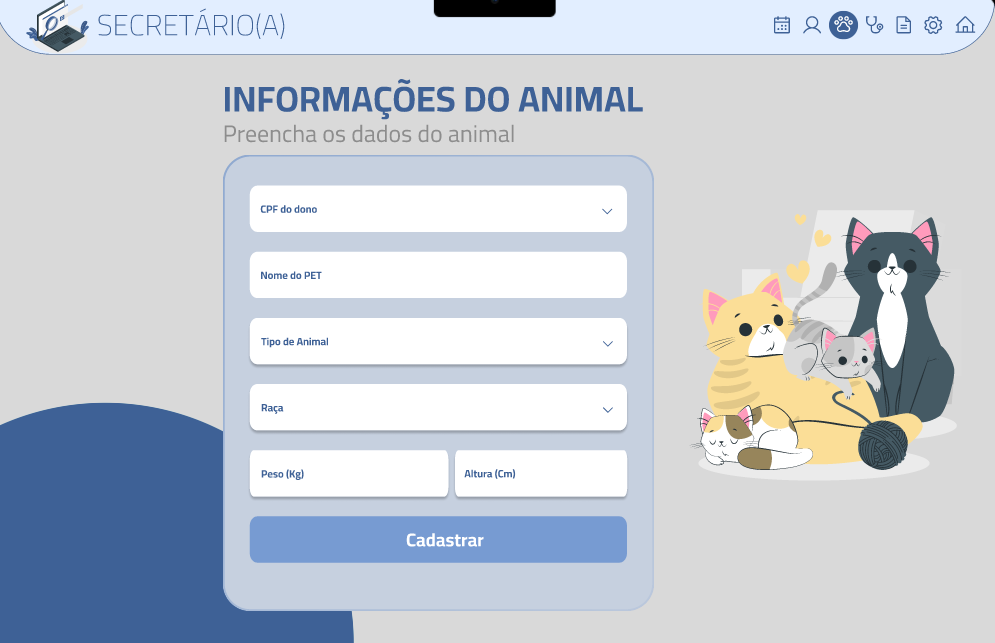 SECRETÁRIO(A)
INFORMAÇÕES DO ANIMAL
Preencha os dados do animal
CPF do dono
Nome do PET
Tipo de Animal
Raça
Peso (Kg)
Altura (Cm)
Cadastrar